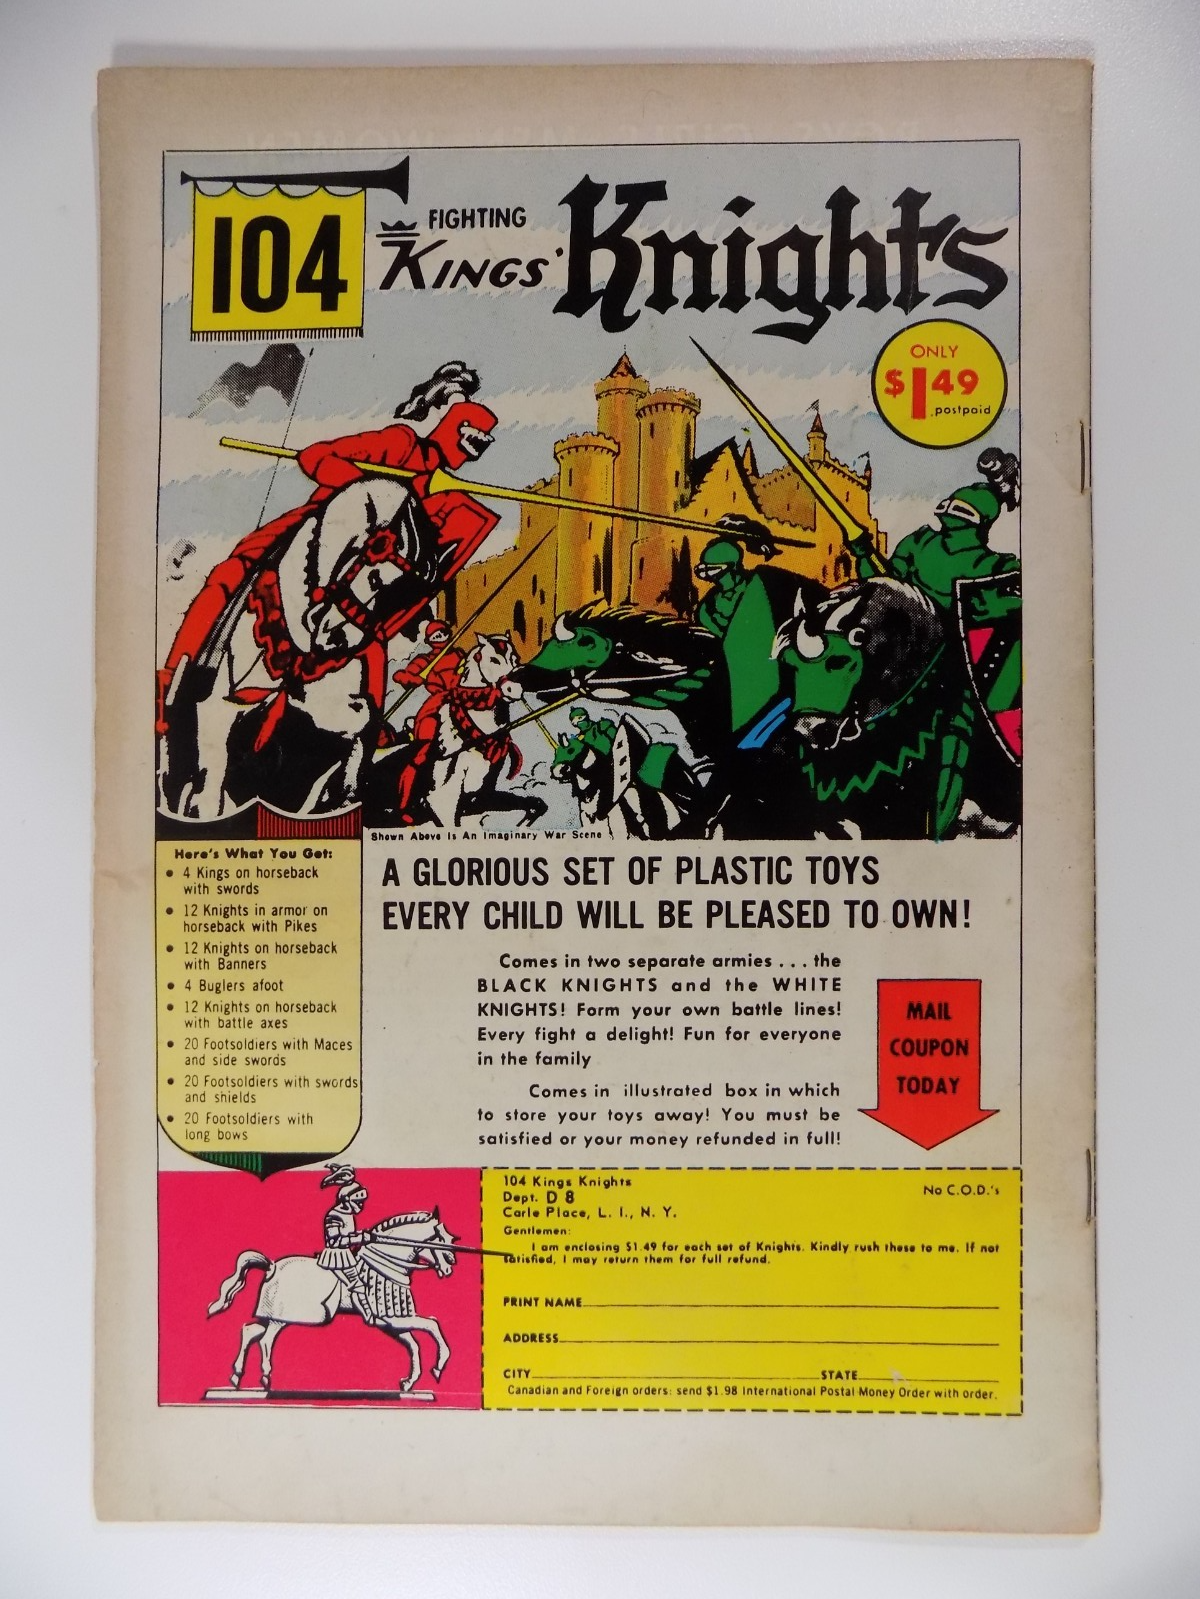 104
FIGHTING
KINGS'
Knights
ONLY
$1.49
postpaid
Shown Above Is An Imaginary War Scene
Here's What You Get:
• 4 Kings on horseback
with swords
• 12 Knights in armor on
horseback with Pikes
• 12 Knights on horseback
with Banners
• 4 Buglers afoot
• 12 Knights on horseback
with battle axes
• 20 Footsoldiers with Maces
and side swords
• 20 Footsoldiers with swords
and shields
• 20 Footsoldiers with
long bows
A GLORIOUS SET OF PLASTIC TOYS
EVERY CHILD WILL BE PLEASED TO OWN!
Comes in two separate armies . . . the
BLACK KNIGHTS and the WHITE
KNIGHTS! Form your own battle lines!
Every fight a delight! Fun for everyone
in the family
Comes in illustrated box in which
to store your toys away! You must be
satisfied or your money refunded in full!
MAIL
COUPON
TODAY
104 Kings Knights
Dept. D 8
Carle Place, L. I., N. Y.
No C.O.D.'s
Gentlemen:
I am enclosing $1.49 for each set of Knights. Kindly rush these to me. If not
satisfied, I may return them for full refund.
PRINT NAME
ADDRESS
CITY STATE
Canadian and Foreign orders: send $1.98 International Postal Money Order with order.